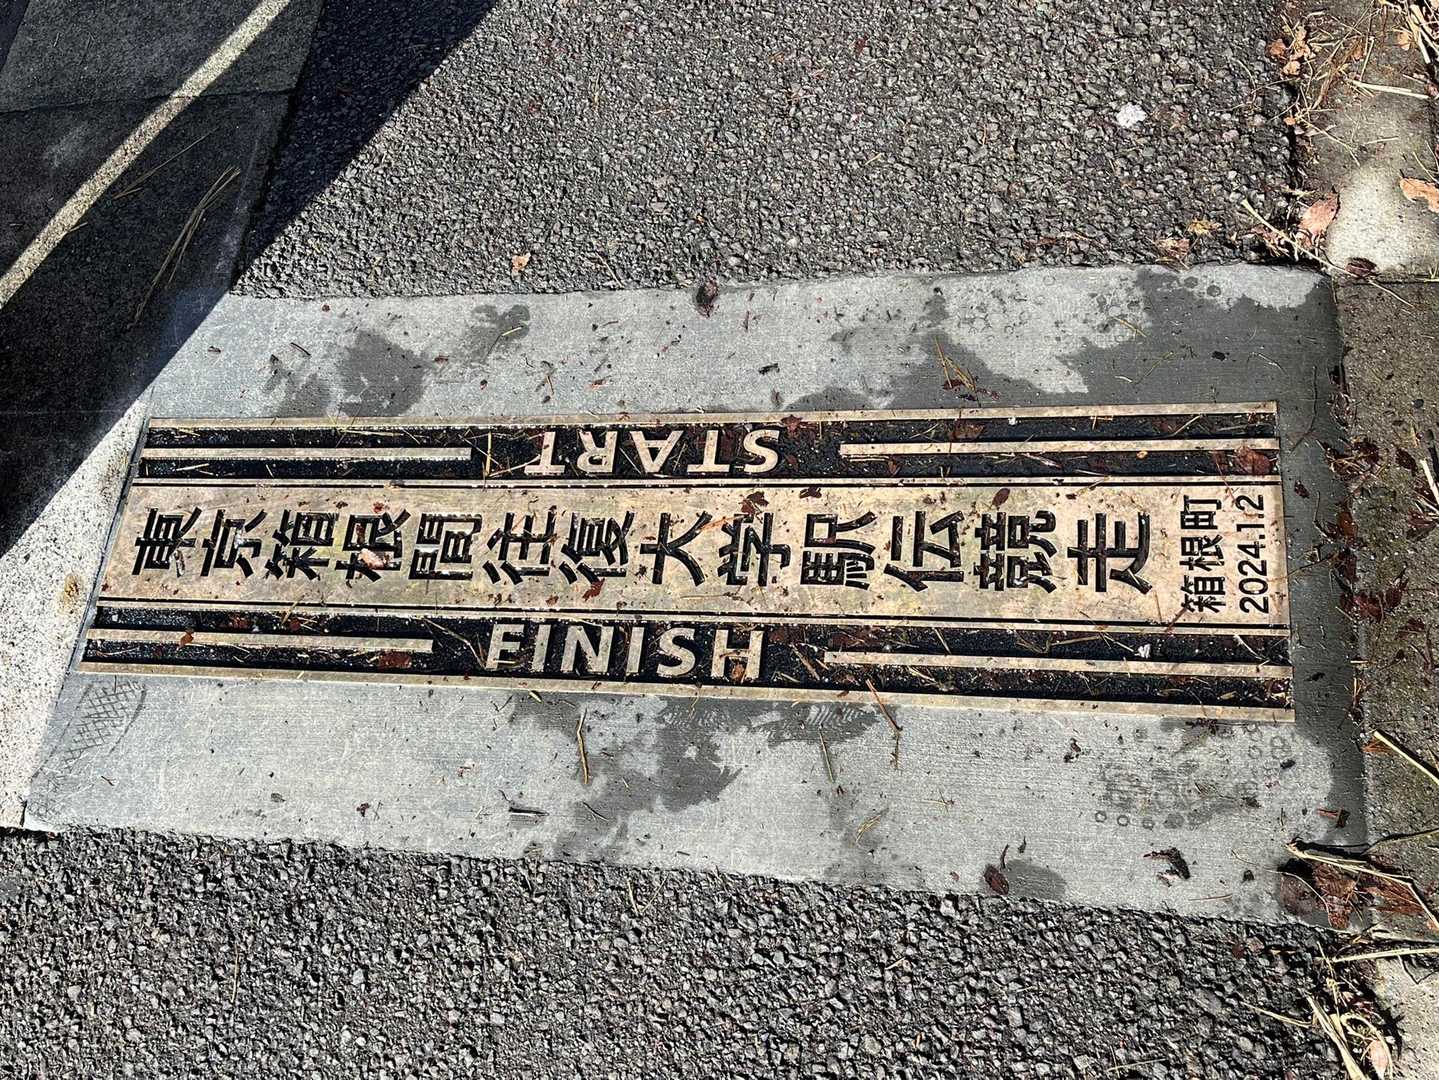 START
東京箱根間往復大学駅伝競走
箱根町
2024.1.2
FINISH